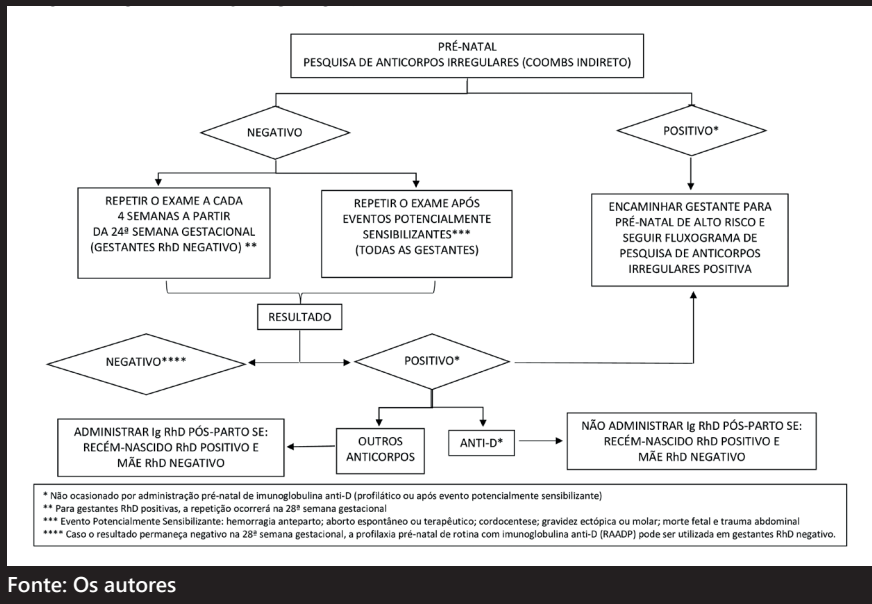 PRÉ-NATAL
PESQUISA DE ANTICORPOS IRREGULARES (COOMBS INDIRETO)
NEGATIVO
POSITIVO*
REPETIR O EXAME A CADA
4 SEMANAS A PARTIR
DA 24ª SEMANA GESTACIONAL
(GESTANTES RhD NEGATIVO) **
REPETIR O EXAME APÓS
EVENTOS POTENCIALMENTE
SENSIBILIZANTES***
(TODAS AS GESTANTES)
ENCAMINHAR GESTANTE PARA
PRÉ-NATAL DE ALTO RISCO E
SEGUIR FLUXOGRAMA DE
PESQUISA DE ANTICORPOS
IRREGULARES POSITIVA
RESULTADO
NEGATIVO****
POSITIVO*
ADMINISTRAR Ig RhD PÓS-PARTO SE:
RECÉM-NASCIDO RhD POSITIVO E
MÃE RhD NEGATIVO
OUTROS
ANTICORPOS
ANTI-D*
NÃO ADMINISTRAR Ig RhD PÓS-PARTO SE:
RECÉM-NASCIDO RhD POSITIVO E
MÃE RhD NEGATIVO
* Não ocasionado por administração pré-natal de imunoglobulina anti-D (profilático ou após evento potencialmente sensibilizante)
** Para gestantes RhD positivas, a repetição ocorrerá na 28ª semana gestacional
*** Evento Potencialmente Sensibilizante: hemorragia anteparto; aborto espontâneo ou terapêutico; cordocentese; gravidez ectópica ou molar; morte fetal e trauma abdominal
**** Caso o resultado permaneça negativo na 28ª semana gestacional, a profilaxia pré-natal de rotina com imunoglobulina anti-D (RAADP) pode ser utilizada em gestantes RhD negativo.
Fonte: Os autores